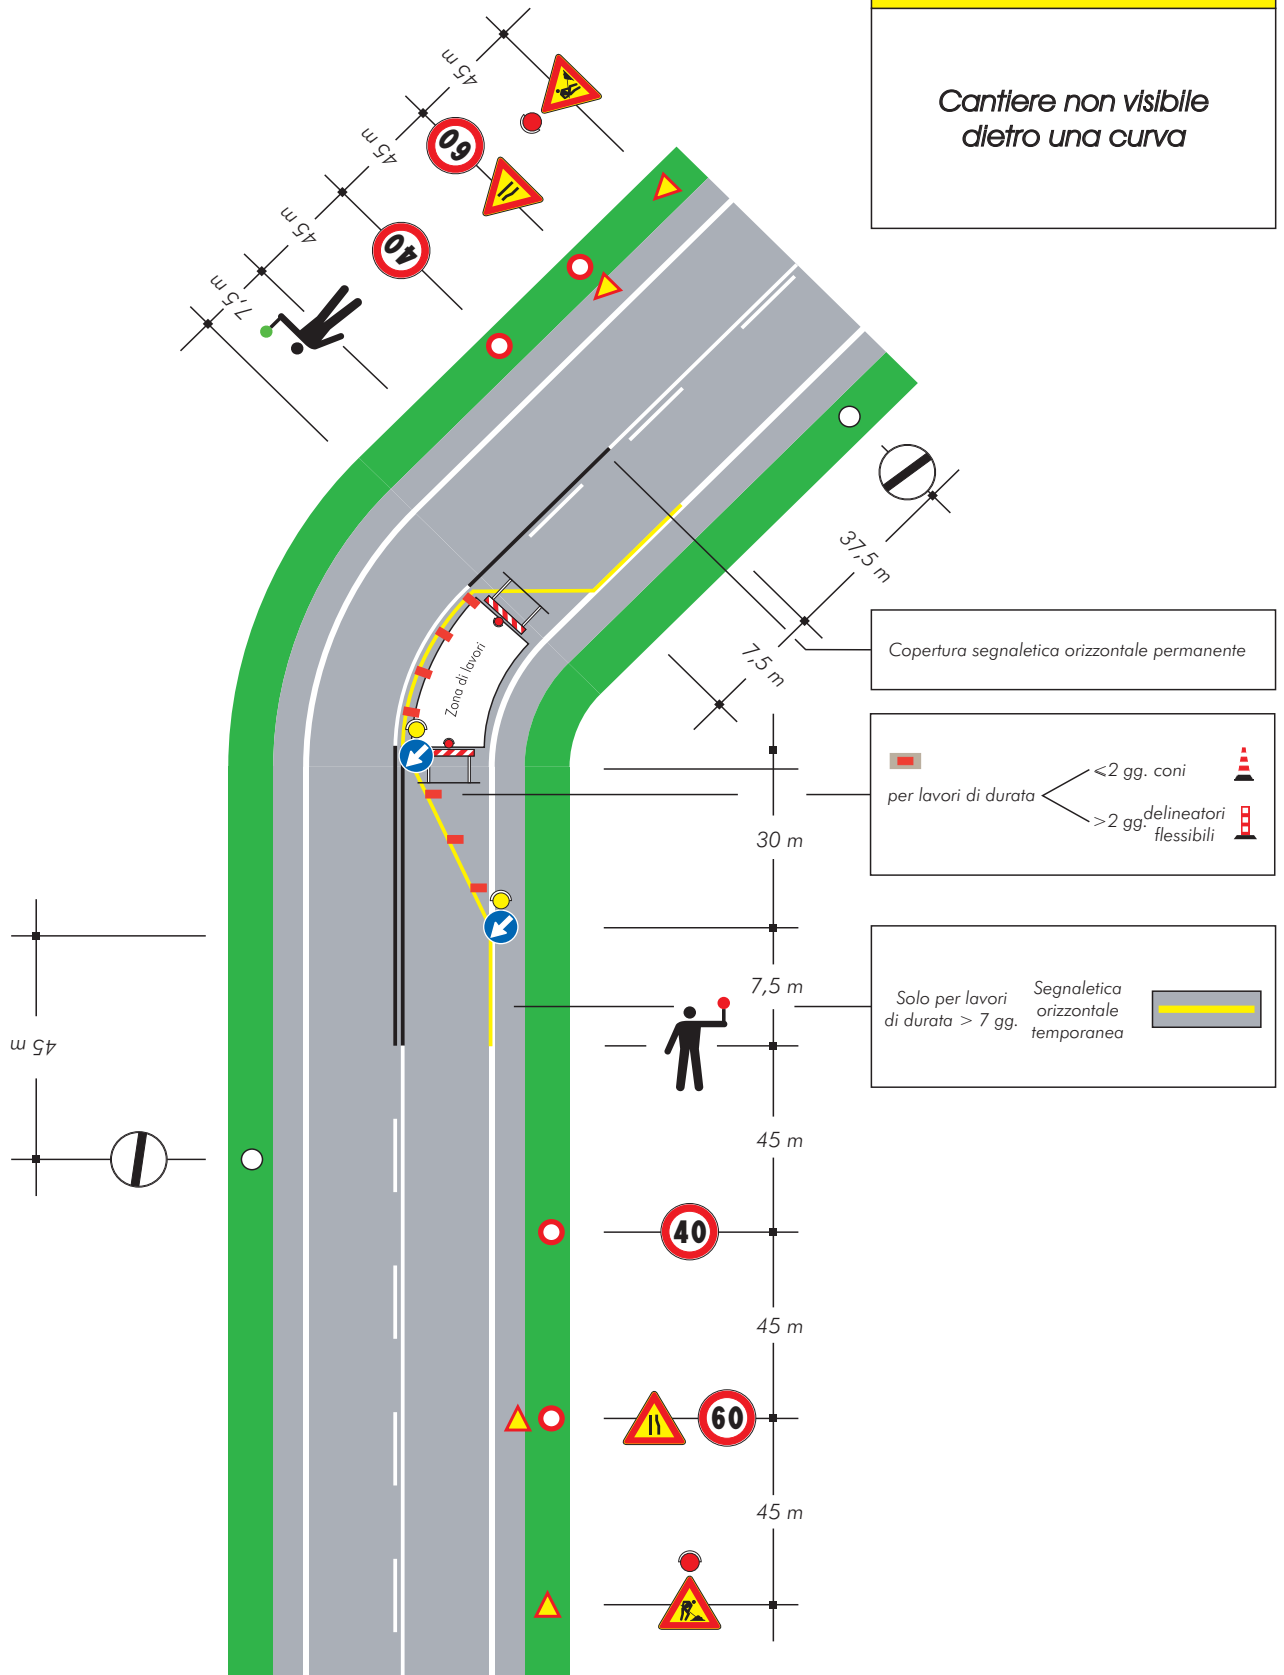 Cantiere non visibile
dietro una curva
45 m
45 m
60
45 m
40
7,5 m
37,5 m
7,5 m
Copertura segnaletica orizzontale permanente
Zona di lavori
per lavori di durata
⩽2 gg. coni
>2 gg. delineatori
flessibili
30 m
7,5 m
Solo per lavori
di durata > 7 gg.
Segnaletica
orizzontale
temporanea
45 m
45 m
40
45 m
60
45 m